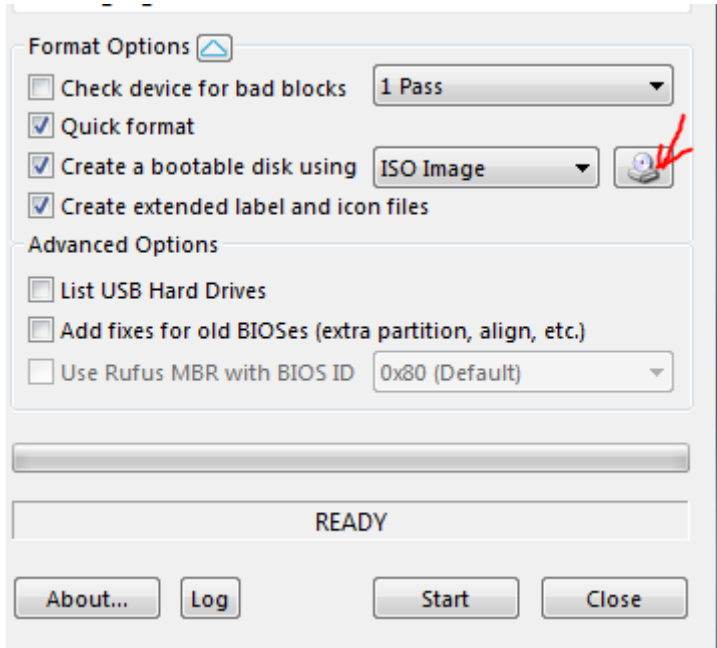 Format Options
Check device for bad blocks 1 Pass
Quick format
Create a bootable disk using ISO Image
Create extended label and icon files
Advanced Options
List USB Hard Drives
Add fixes for old BIOSes (extra partition, align, etc.)
Use Rufus MBR with BIOS ID 0x80 (Default)
READY
About... Log Start Close